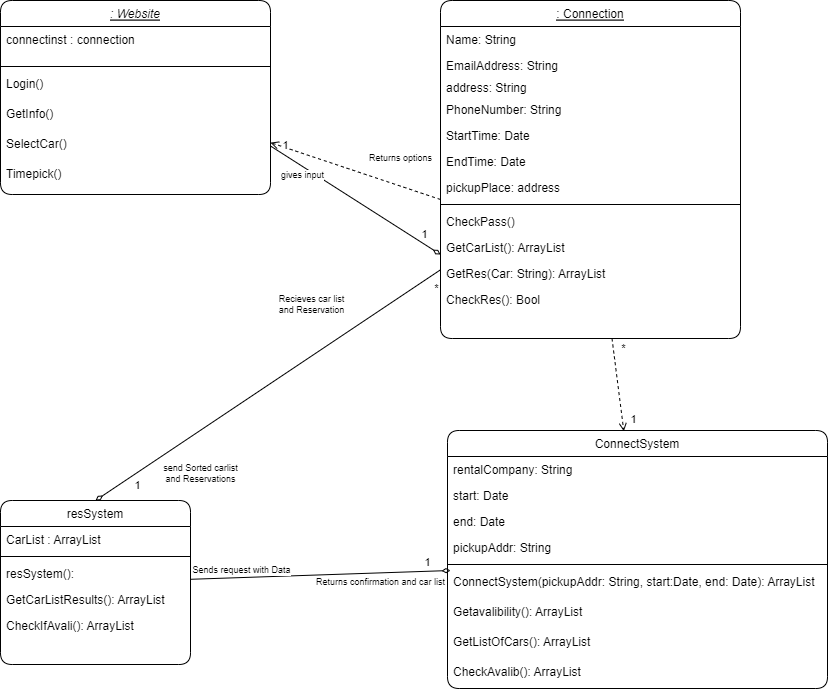 : Website
connectinst : connection
Login()
GetInfo()
SelectCar()
Timepick()
: Connection
Name: String
EmailAddress: String
address: String
PhoneNumber: String
StartTime: Date
EndTime: Date
pickupPlace: address
CheckPass()
GetCarList(): ArrayList
GetRes(Car: String): ArrayList
CheckRes(): Bool
1
Returns options
gives input
1
*
Recieves car list
and Reservation
*
1
send Sorted carlist
and Reservations
1
resSystem
CarList : ArrayList
resSystem():
GetCarListResults(): ArrayList
CheckIfAvali(): ArrayList
Sends request with Data
1
Returns confirmation and car list
ConnectSystem
rentalCompany: String
start: Date
end: Date
pickupAddr: String
ConnectSystem(pickupAddr: String, start:Date, end: Date): ArrayList
Getavalibility(): ArrayList
GetListOfCars(): ArrayList
CheckAvalib(): ArrayList